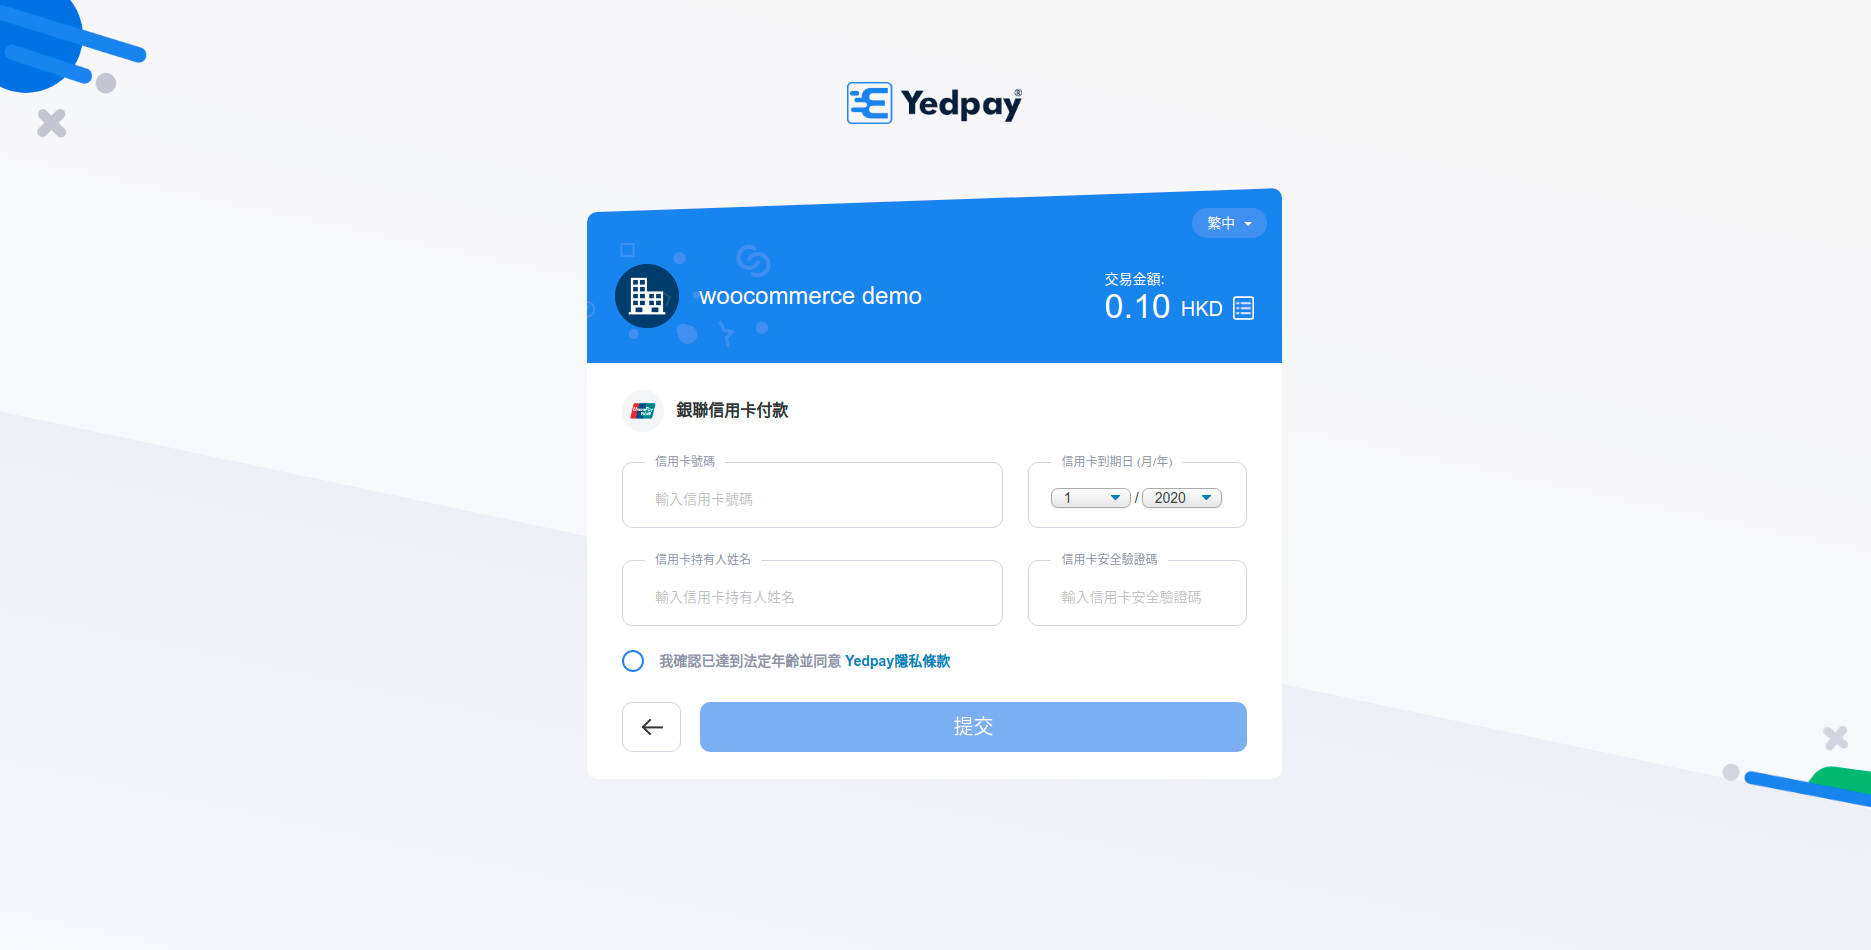 Yedpay®
繁中
woocommerce demo
交易金額:
0.10 HKD
銀聯信用卡付款
信用卡號碼
輸入信用卡號碼
信用卡到期日 (月/年)
1 / 2020
信用卡持有人姓名
輸入信用卡持有人姓名
信用卡安全驗證碼
輸入信用卡安全驗證碼
我確認已達到法定年齡並同意 Yedpay隱私條款
提交